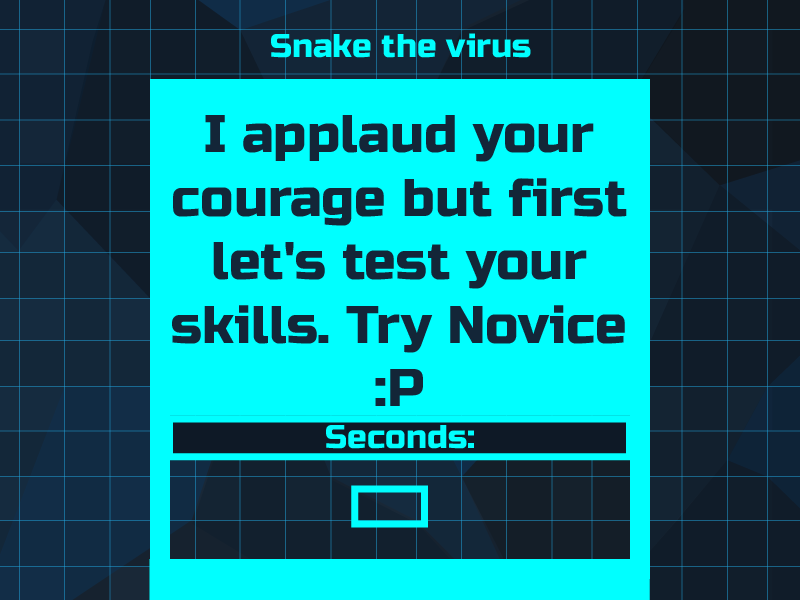 Snake the virus
I applaud your
courage but first
let's test your
skills. Try Novice
:P
Seconds: